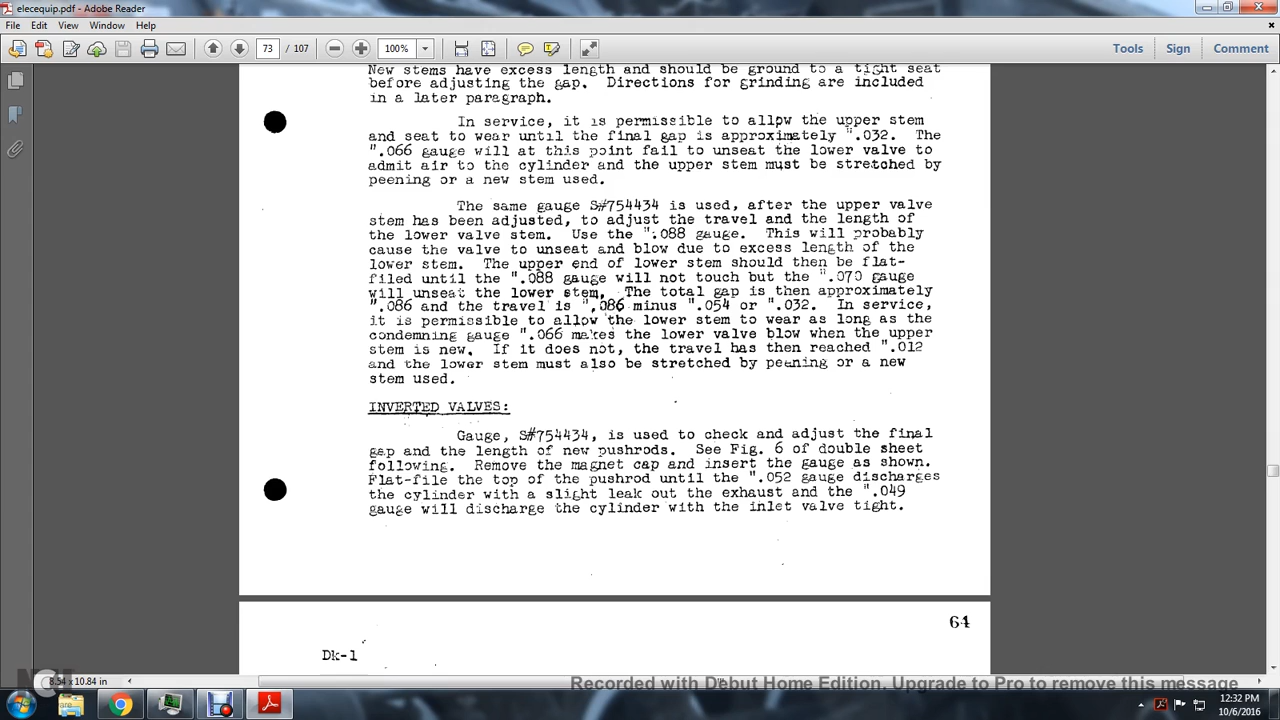 elecequip.pdf - Adobe Reader
File Edit View Window Help
73 / 107 100% Tools Sign Comment
New stems have excess length and should be ground to a tight seat
before adjusting the gap. Directions for grinding are included
in a later paragraph.
In service, it is permissible to allow the upper stem
and seat to wear until the final gap is approximately ".032. The
".066 gauge will at this point fail to unseat the lower valve to
admit air to the cylinder and the upper stem must be stretched by
peening or a new stem used.
The same gauge S#754434 is used, after the upper valve
stem has been adjusted, to adjust the travel and the length of
the lower valve stem. Use the ".088 gauge. This will probably
cause the valve to unseat and blow due to excess length of the
lower stem. The upper end of lower stem should then be flat-
filed until the ".088 gauge will not touch but the ".070 gauge
will unseat the lower stem. The total gap is then approximately
".086 and the travel is ".086 minus ".054 or ".032. In service,
it is permissible to allow the lower stem to wear as long as the
condemning gauge ".066 makes the lower valve blow when the upper
stem is new. If it does not, the travel has then reached ".012
and the lower stem must also be stretched by peening or a new
stem used.
INVERTED VALVES:
Gauge, S#754434, is used to check and adjust the final
gap and the length of new pushrods. See Fig. 6 of double sheet
following. Remove the magnet cap and insert the gauge as shown.
Flat-file the top of the pushrod until the ".052 gauge discharges
the cylinder with a slight leak out the exhaust and the ".049
gauge will discharge the cylinder with the inlet valve tight.
64
Dk-1
8.54 x 10.84 in
Recorded with Debut Home Edition. Upgrade to Pro to remove this message
12:32 PM
10/6/2016